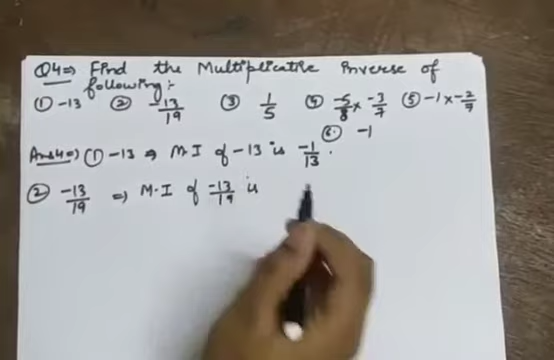 Q4⇒ Find the Multiplicative Inverse of
following:-
① -13 ② -13/19 ③ 1/5 ④ -5/8 × -3/7 ⑤ -1 × -2/7
⑥. -1
Ans4⇒ ① -13 ⇒ M.I of -13 is -1/13.
② -13/19 ⇒ M.I of -13/19 is